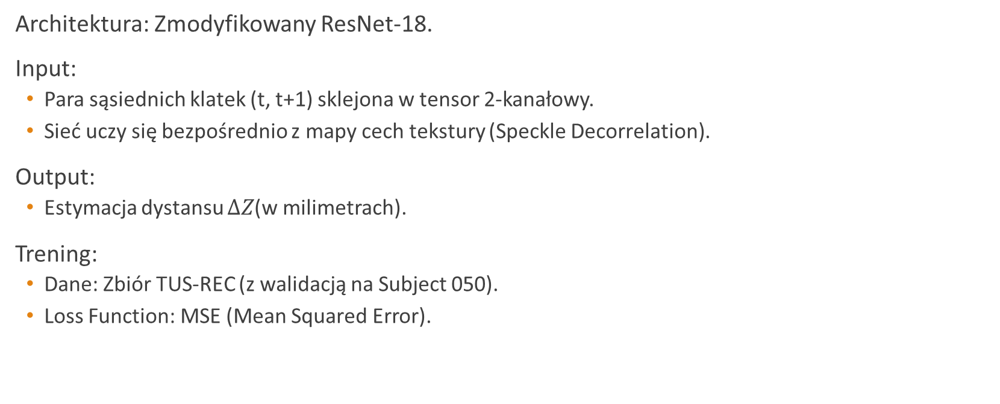 Architektura: Zmodyfikowany ResNet-18.
Input:
• Para sąsiednich klatek (t, t+1) sklejona w tensor 2-kanałowy.
• Sieć uczy się bezpośrednio z mapy cech tekstury (Speckle Decorrelation).
Output:
• Estymacja dystansu Δ𝑍(w milimetrach).
Trening:
• Dane: Zbiór TUS-REC (z walidacją na Subject 050).
• Loss Function: MSE (Mean Squared Error).